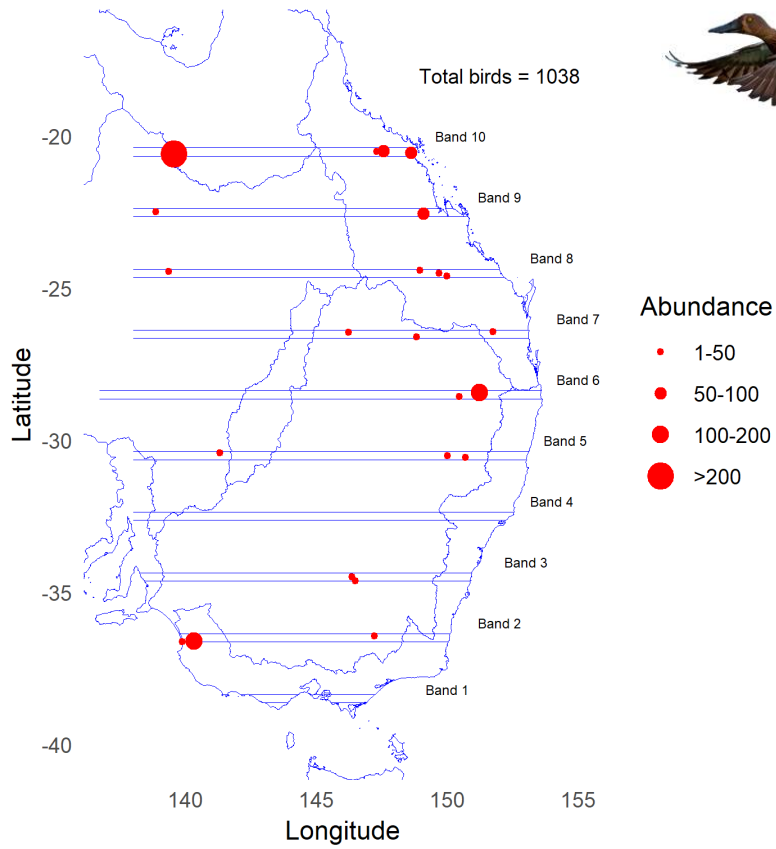 Total birds = 1038
-20
Band 10
Band 9
Band 8
-25
Band 7
Band 6
-30
Band 5
Band 4
Band 3
-35
Band 2
Band 1
-40
Latitude
140
145
150
155
Longitude
Abundance
1-50
50-100
100-200
>200